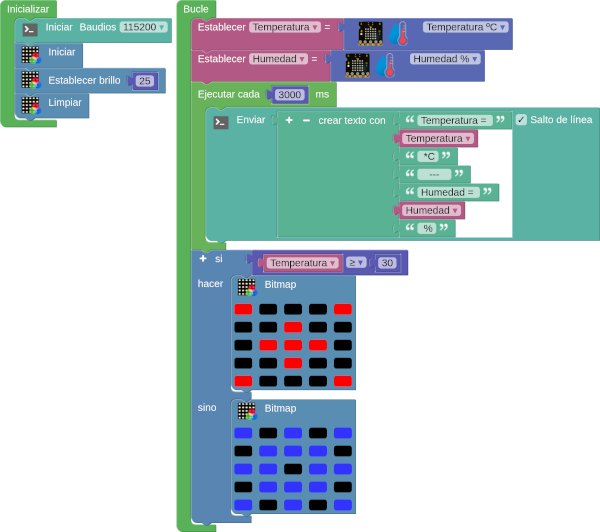 Inicializar
Iniciar Baudios 115200
Iniciar
Establecer brillo 25
Limpiar
Bucle
Establecer Temperatura = Temperatura ºC
Establecer Humedad = Humedad %
Ejecutar cada 3000 ms
Enviar + − crear texto con “ Temperatura = ” Salto de línea
Temperatura
“ *C ”
“ --- ”
“ Humedad = ”
Humedad
“ % ”
+ si Temperatura ≥ 30
hacer Bitmap
sino Bitmap